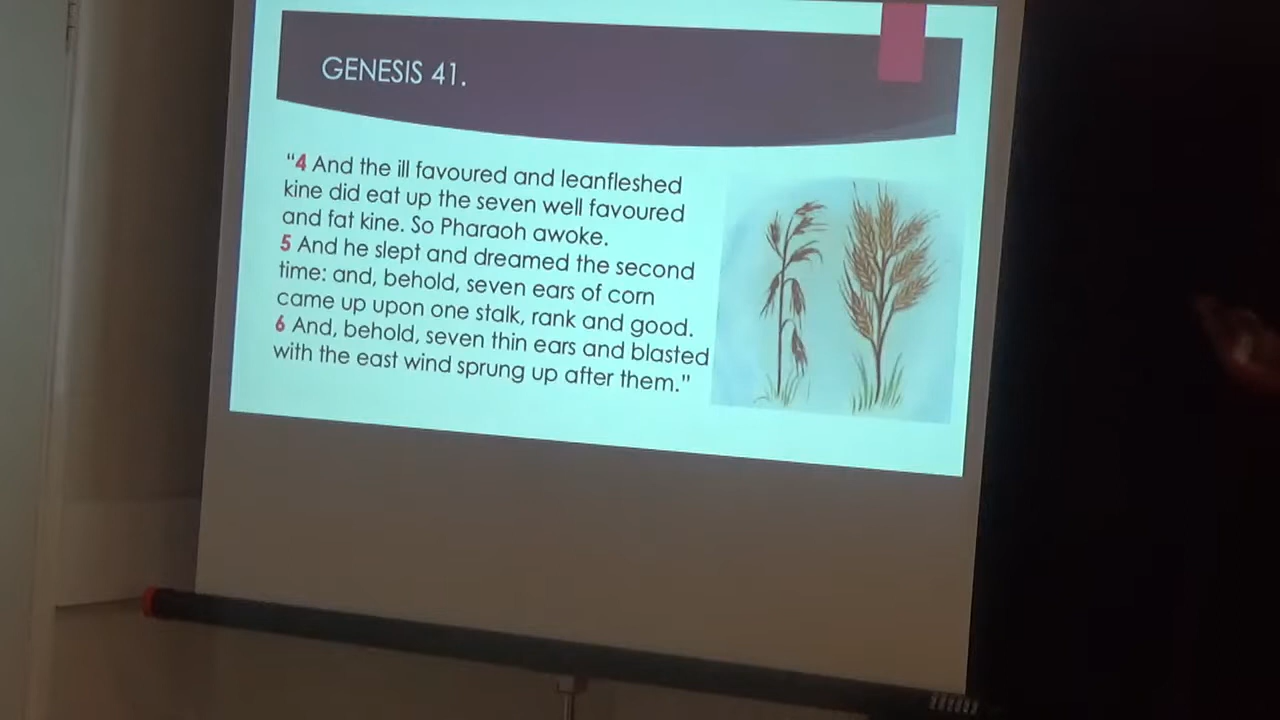 GENESIS 41.
“4 And the ill favoured and leanfleshed
kine did eat up the seven well favoured
and fat kine. So Pharaoh awoke.
5 And he slept and dreamed the second
time: and, behold, seven ears of corn
came up upon one stalk, rank and good.
6 And, behold, seven thin ears and blasted
with the east wind sprung up after them.”